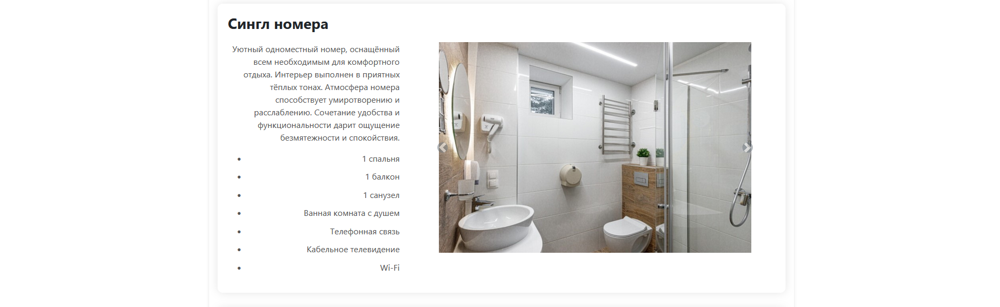 Сингл номера
Уютный одноместный номер, оснащённый
всем необходимым для комфортного
отдыха. Интерьер выполнен в приятных
тёплых тонах. Атмосфера номера
способствует умиротворению и
расслаблению. Сочетание удобства и
функциональности дарит ощущение
безмятежности и спокойствия.
• 1 спальня
• 1 балкон
• 1 санузел
• Ванная комната с душем
• Телефонная связь
• Кабельное телевидение
• Wi-Fi